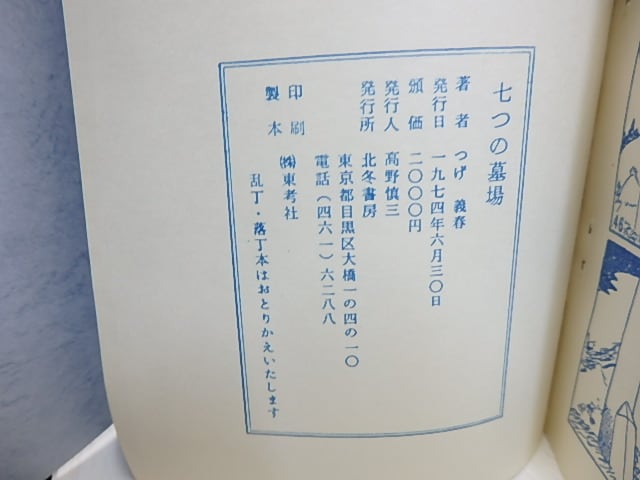 七つの墓場
著者 つげ義春
発行日 一九七四年六月三〇日
頒価 二〇〇〇円
発行人 高野慎三
発行所 北冬書房
東京都目黒区大橋一の四の一〇
電話（四六一）六二八八
印刷
製本
㈱東考社
乱丁・落丁本はおとりかえいたします